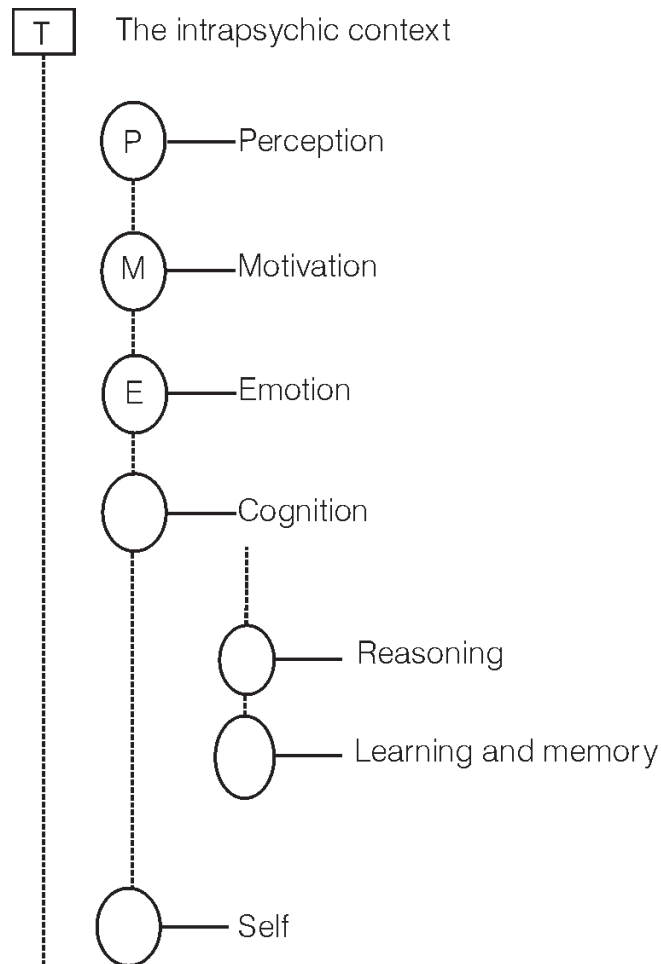 T The intrapsychic context
P Perception
M Motivation
E Emotion
Cognition
Reasoning
Learning and memory
Self